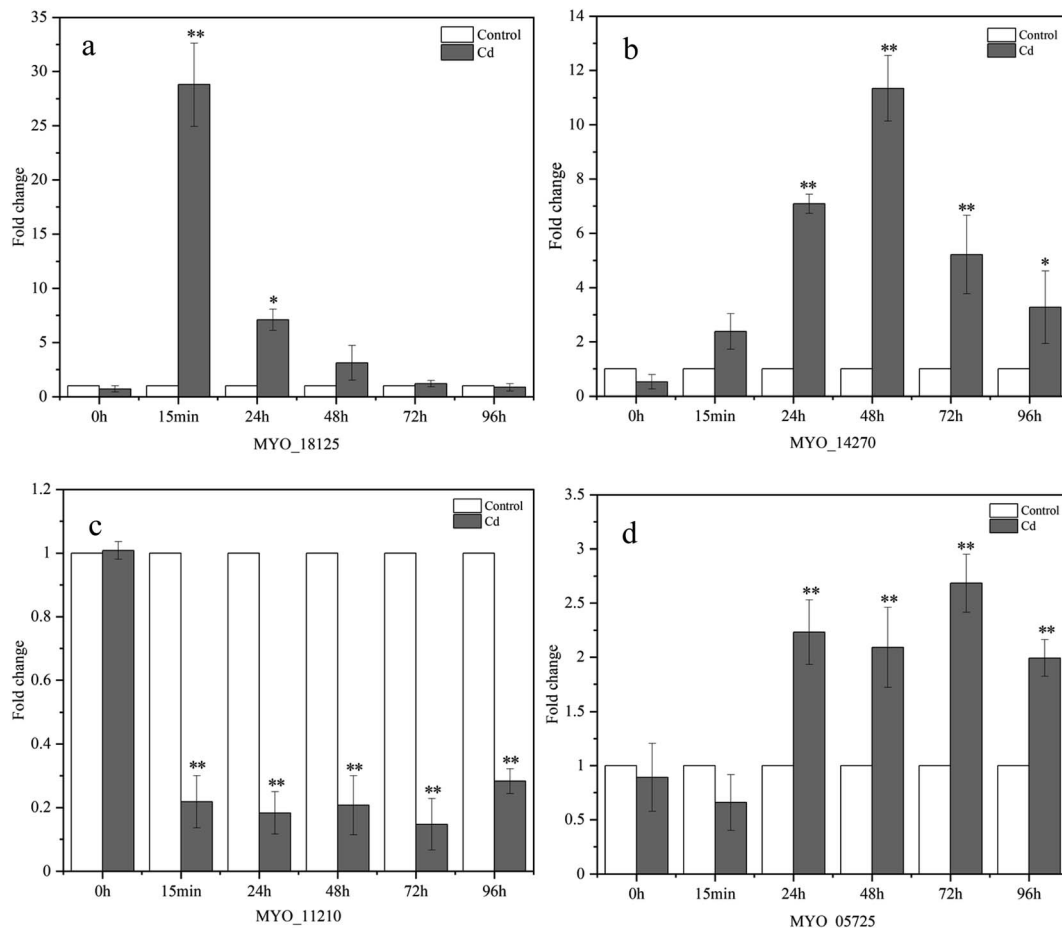 a
Control
Cd
**
*
35
30
25
20
15
10
5
0
Fold change
0h 15min 24h 48h 72h 96h
MYO_18125
b
Control
Cd
**
**
**
*
14
12
10
8
6
4
2
0
Fold change
0h 15min 24h 48h 72h 96h
MYO_14270
c
Control
Cd
** ** ** ** **
1.2
1
0.8
0.6
0.4
0.2
0
Fold change
0h 15min 24h 48h 72h 96h
MYO_11210
d
Control
Cd
** ** ** **
3.5
3
2.5
2
1.5
1
0.5
0
Fold change
0h 15min 24h 48h 72h 96h
MYO_05725